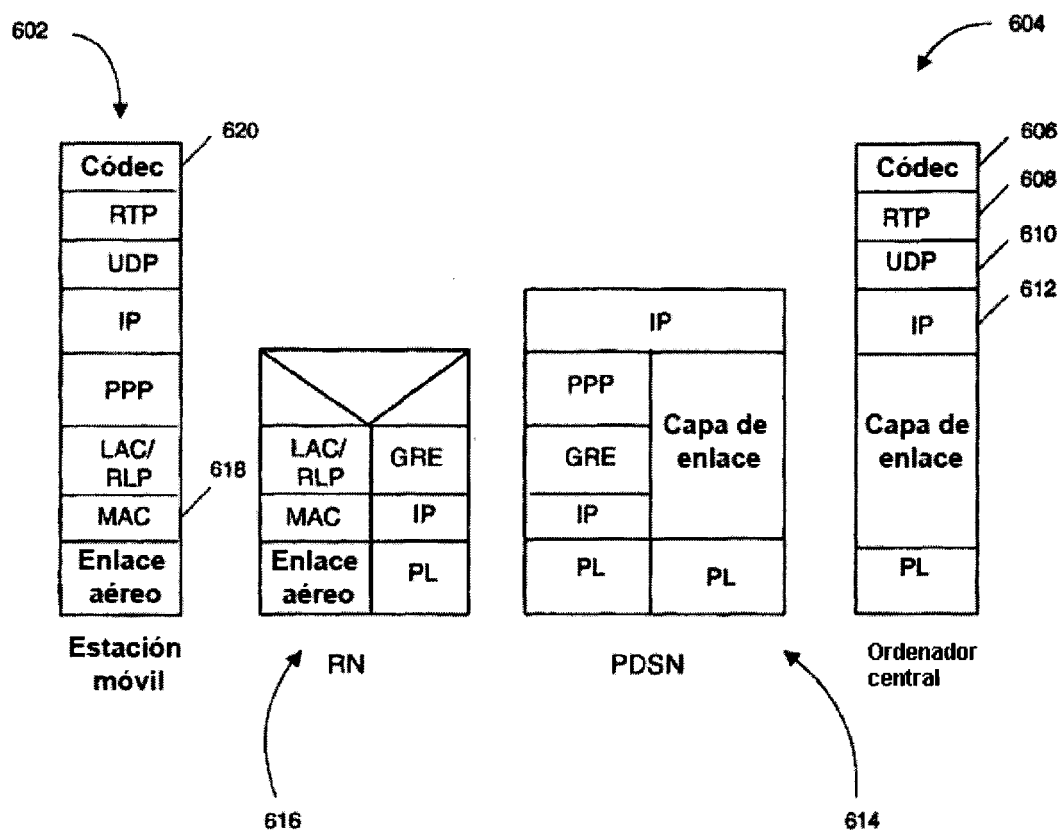 602
604
620
606
Códec
Códec
608
RTP
RTP
610
UDP
UDP
612
IP
IP
IP
PPP
PPP
Capa de
enlace
Capa de
enlace
LAC/
RLP
618
LAC/
RLP
GRE
GRE
MAC
MAC
IP
IP
Enlace
aéreo
Enlace
aéreo
PL
PL
PL
PL
Estación
móvil
RN
PDSN
Ordenador
central
616
614